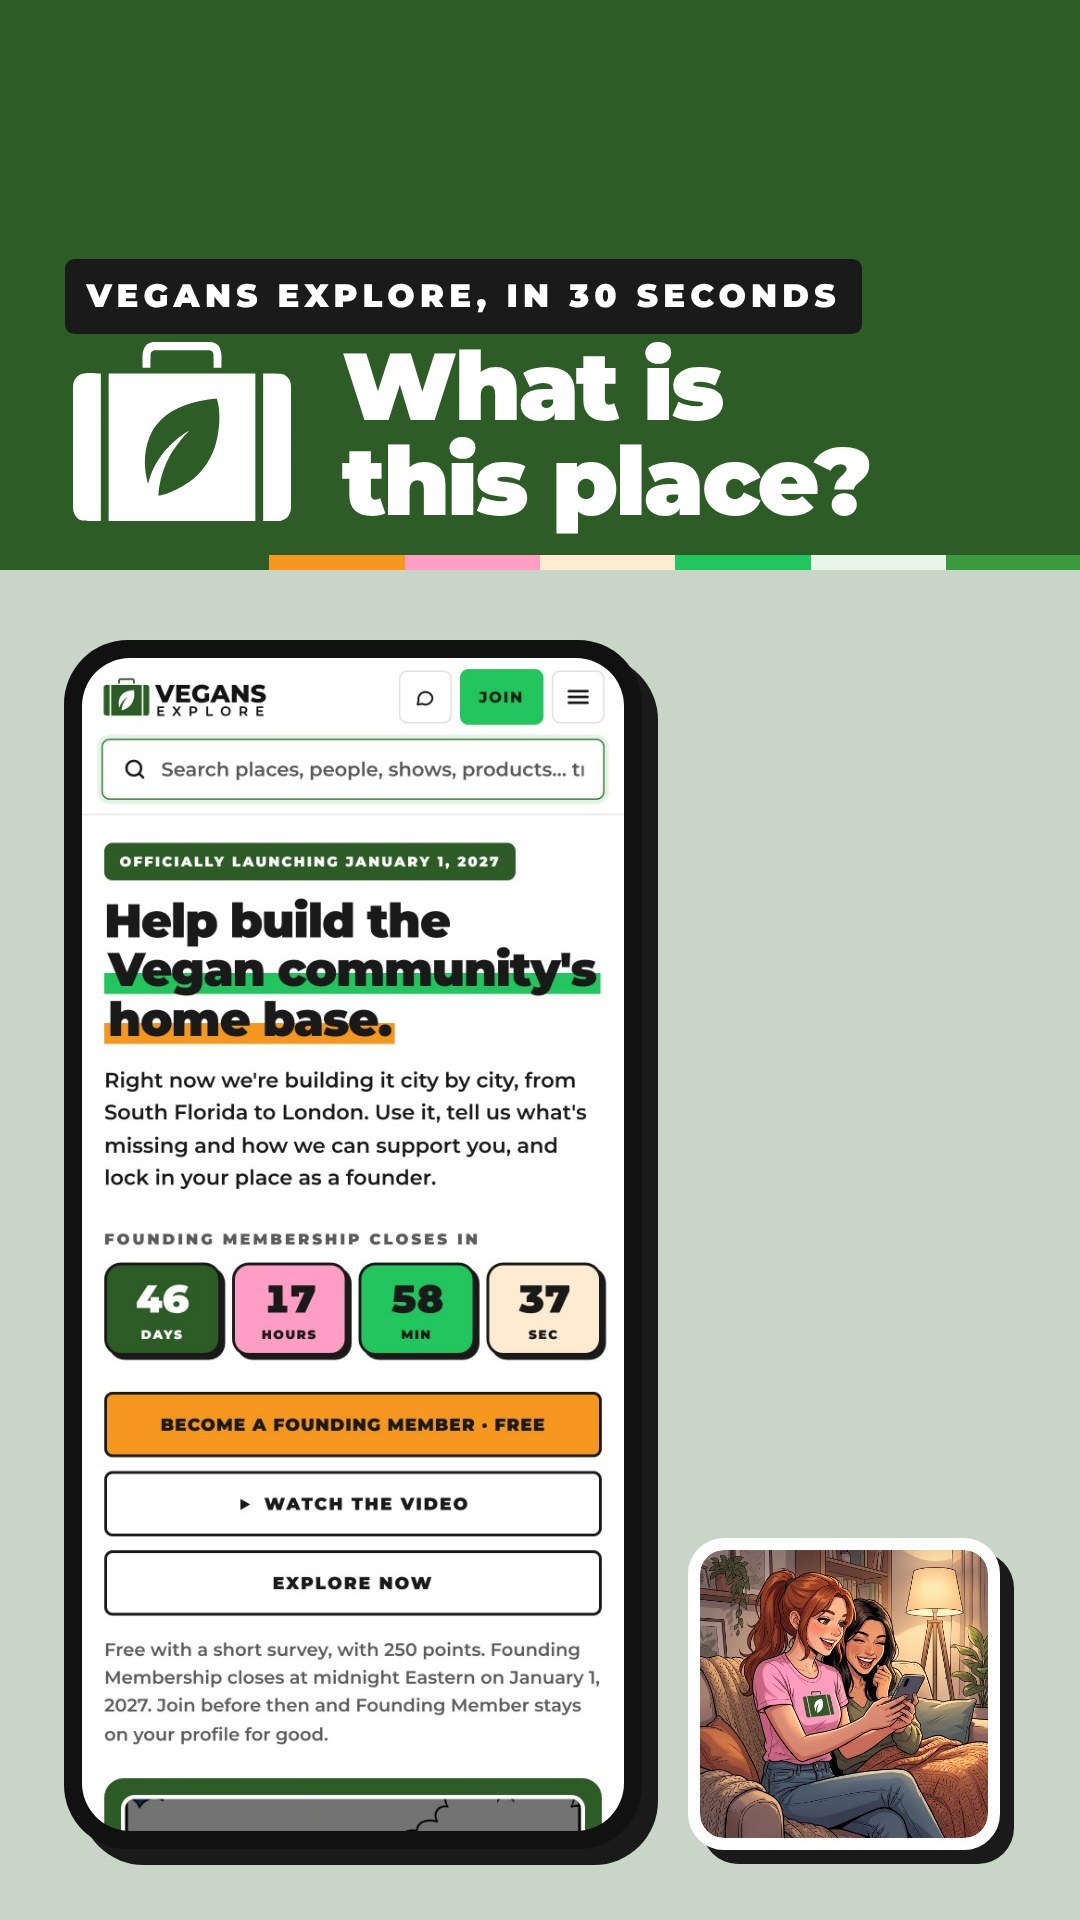 VEGANS EXPLORE, IN 30 SECONDS
What is
this place?
VEGANS
EXPLORE
JOIN
Search places, people, shows, products...
OFFICIALLY LAUNCHING JANUARY 1, 2027
Help build the
Vegan community's
home base.
Right now we're building it city by city, from
South Florida to London. Use it, tell us what's
missing and how we can support you, and
lock in your place as a founder.
FOUNDING MEMBERSHIP CLOSES IN
46 17 58 37
DAYS HOURS MIN SEC
BECOME A FOUNDING MEMBER · FREE
WATCH THE VIDEO
EXPLORE NOW
Free with a short survey, with 250 points. Founding
Membership closes at midnight Eastern on January 1,
2027. Join before then and Founding Member stays
on your profile for good.